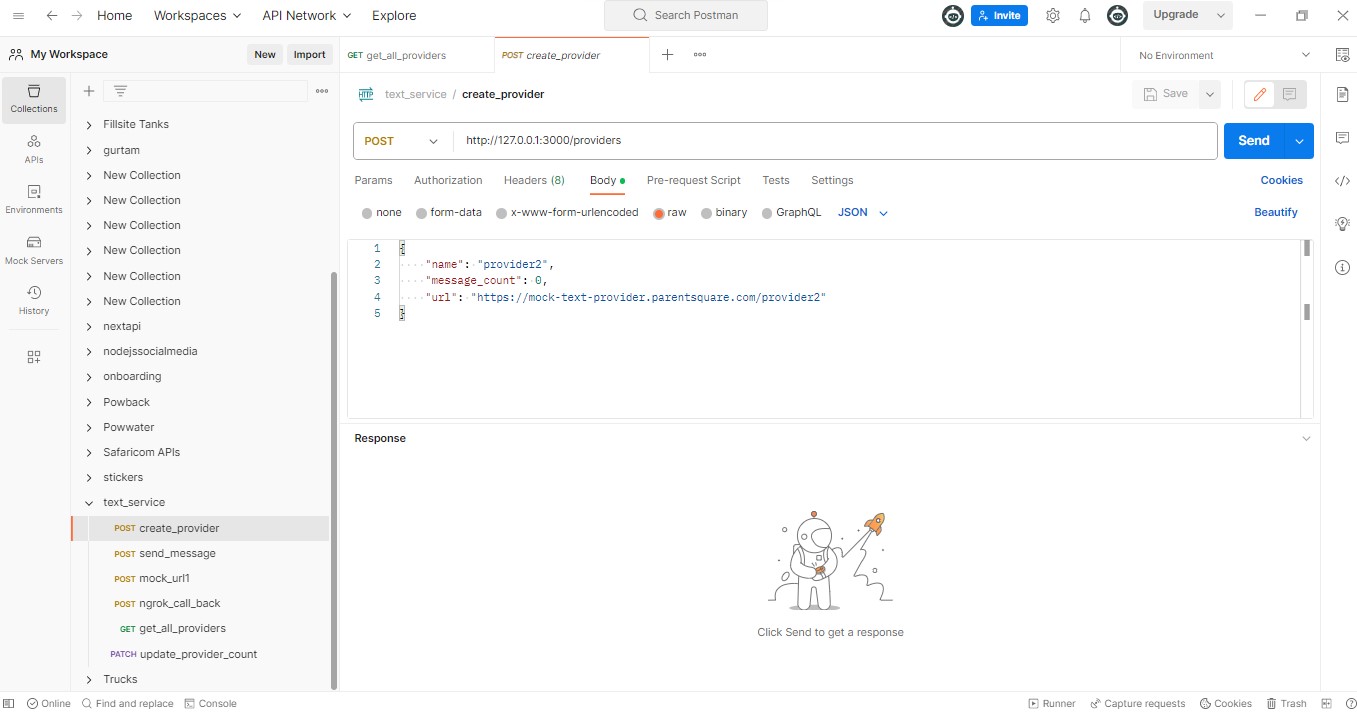 Home Workspaces API Network Explore Search Postman Invite Upgrade
My Workspace New Import GET get_all_providers POST create_provider No Environment
Collections
APIs
Environments
Mock Servers
History
Fillsite Tanks
gurtam
New Collection
New Collection
New Collection
New Collection
New Collection
New Collection
nextapi
nodejssocialmedia
onboarding
Powback
Powwater
Safaricom APIs
stickers
text_service
POST create_provider
POST send_message
POST mock_url1
POST ngrok_call_back
GET get_all_providers
PATCH update_provider_count
Trucks
HTTP text_service / create_provider Save
POST http://127.0.0.1:3000/providers Send
Params Authorization Headers (8) Body Pre-request Script Tests Settings Cookies
none form-data x-www-form-urlencoded raw binary GraphQL JSON Beautify
1 {
2 "name": "provider2",
3 "message_count": 0,
4 "url": "https://mock-text-provider.parentsquare.com/provider2"
5 }
Response
Click Send to get a response
Online Find and replace Console Runner Capture requests Cookies Trash